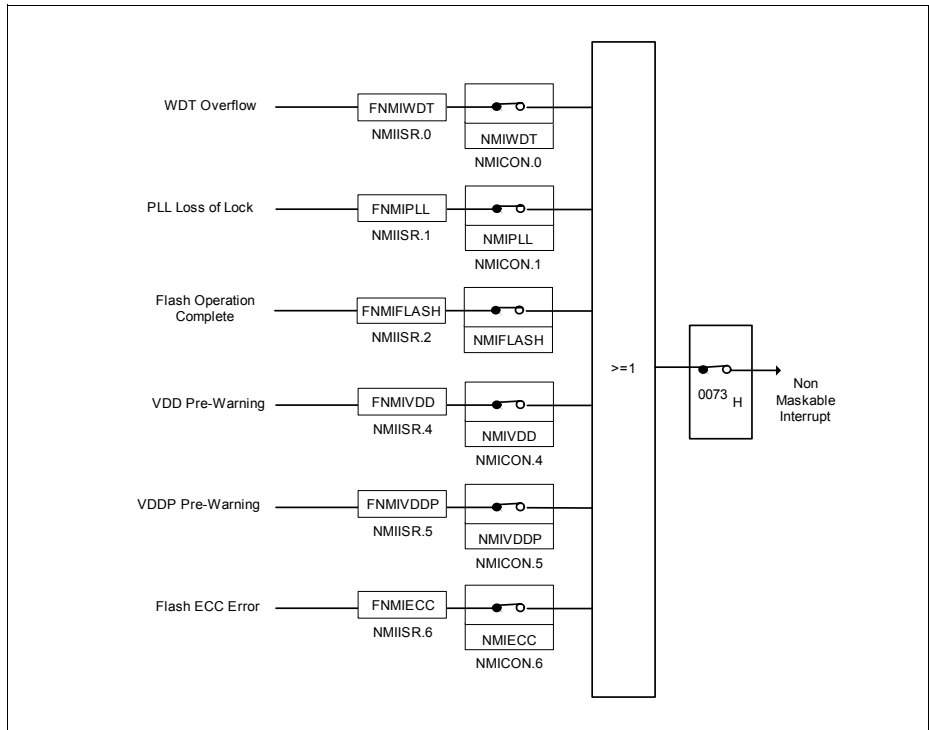 WDT Overflow
FNMIWDT
NMIISR.0
NMIWDT
NMICON.0
PLL Loss of Lock
FNMIPLL
NMIISR.1
NMIPLL
NMICON.1
Flash Operation
Complete
FNMIFLASH
NMIISR.2
NMIFLASH
VDD Pre-Warning
FNMIVDD
NMIISR.4
NMIVDD
NMICON.4
VDDP Pre-Warning
FNMIVDDP
NMIISR.5
NMIVDDP
NMICON.5
Flash ECC Error
FNMIECC
NMIISR.6
NMIECC
NMICON.6
>=1
0073 H
Non
Maskable
Interrupt